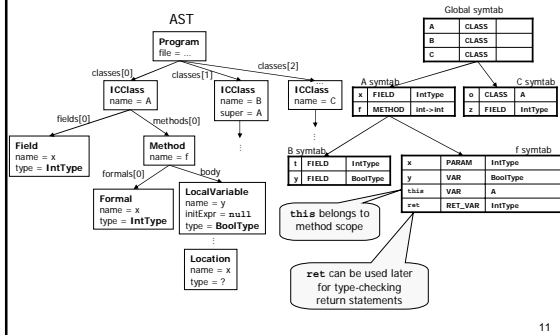 AST
Global symtab
Program
file = ...
A CLASS
B CLASS
C CLASS
classes[0]
classes[1]
classes[2]
ICClass
name = A
ICClass
name = B
super = A
ICClass
name = C
...
...
A symtab
x FIELD IntType
f METHOD int->int
C symtab
o CLASS A
z FIELD IntType
fields[0]
methods[0]
Field
name = x
type = IntType
Method
name = f
formals[0]
body
Formal
name = x
type = IntType
LocalVariable
name = y
initExpr = null
type = BoolType
...
Location
name = x
type = ?
B symtab
t FIELD IntType
y FIELD BoolType
f symtab
x PARAM IntType
y VAR BoolType
this VAR A
ret RET_VAR IntType
this belongs to
method scope
ret can be used later
for type-checking
return statements
11